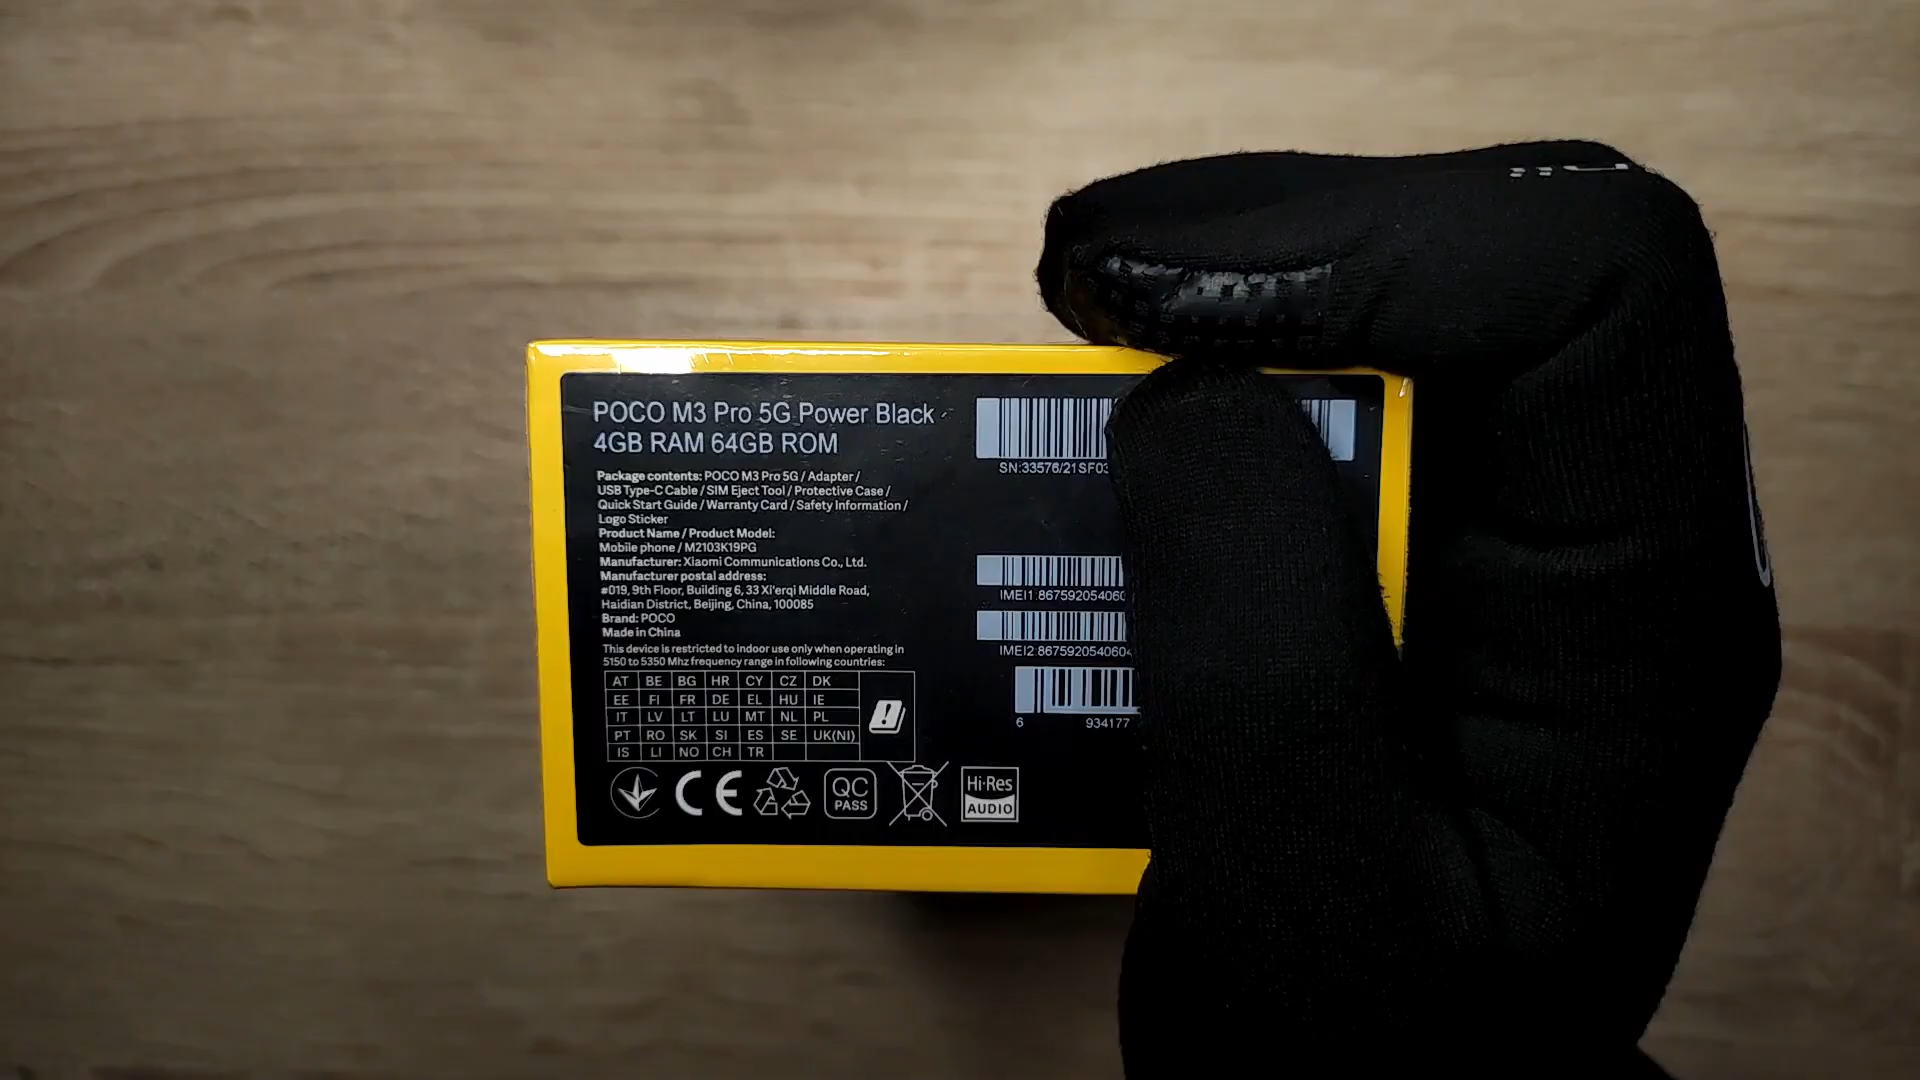 POCO M3 Pro 5G Power Black
4GB RAM 64GB ROM
Package contents: POCO M3 Pro 5G / Adapter /
USB Type-C Cable / SIM Eject Tool / Protective Case /
Quick Start Guide / Warranty Card / Safety Information /
Logo Sticker
Product Name / Product Model:
Mobile phone / M2103K19PG
Manufacturer: Xiaomi Communications Co., Ltd.
Manufacturer postal address:
#019, 9th Floor, Building 6, 33 Xi'erqi Middle Road,
Haidian District, Beijing, China, 100085
Brand: POCO
Made in China
This device is restricted to indoor use only when operating in
5150 to 5350 Mhz frequency range in following countries:
AT BE BG HR CY CZ DK
EE FI FR DE EL HU IE
IT LV LT LU MT NL PL
PT RO SK SI ES SE UK(NI)
IS LI NO CH TR
CE
QC
PASS
Hi-Res
AUDIO
SN:33576/21SF03
IMEI1:867592054060
IMEI2:867592054060
6 934177